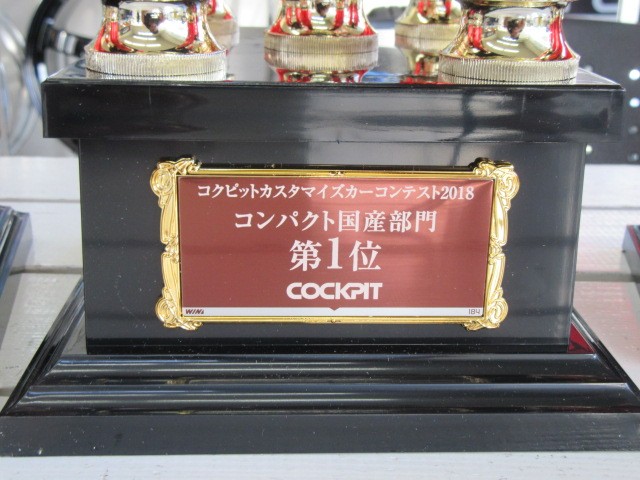 コクピットカスタマイズカーコンテスト2018
コンパクト国産部門
第1位
COCKPIT
184